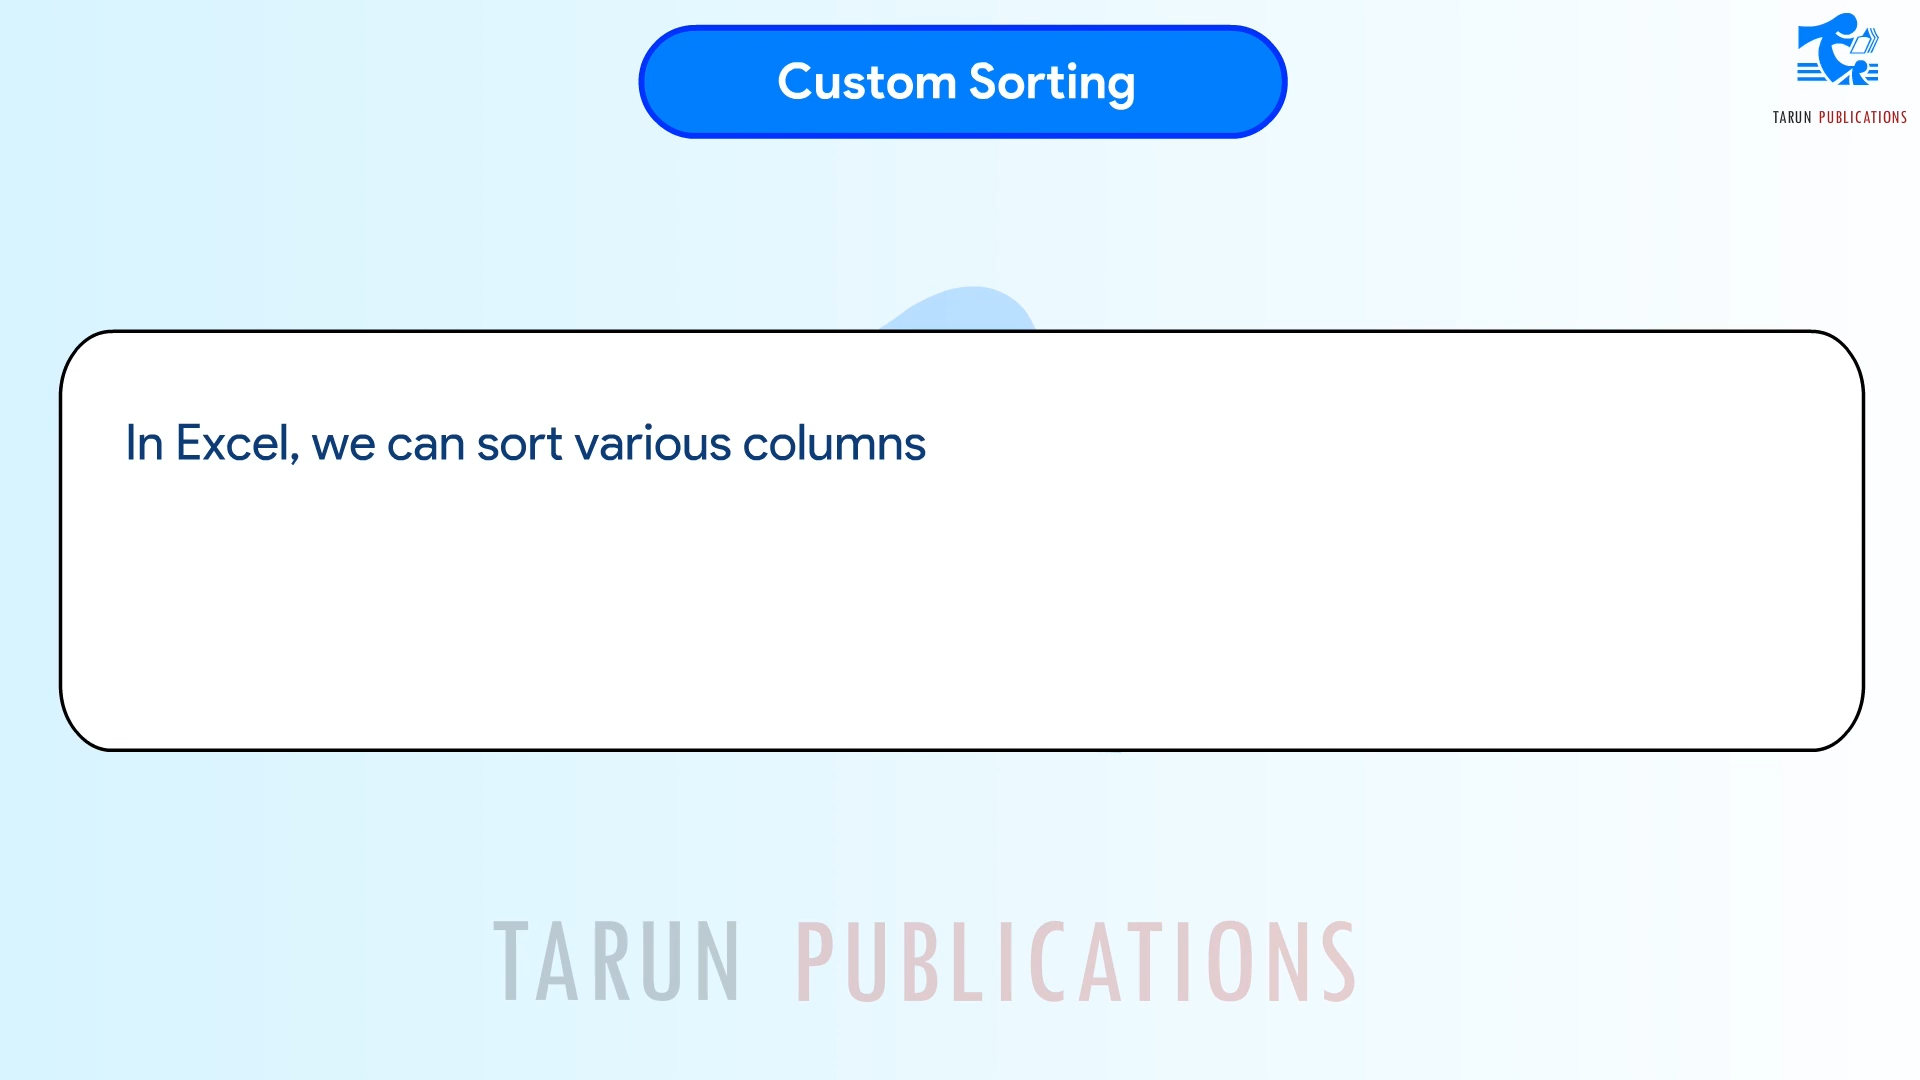 Custom Sorting
TARUN PUBLICATIONS
In Excel, we can sort various columns
TARUN PUBLICATIONS